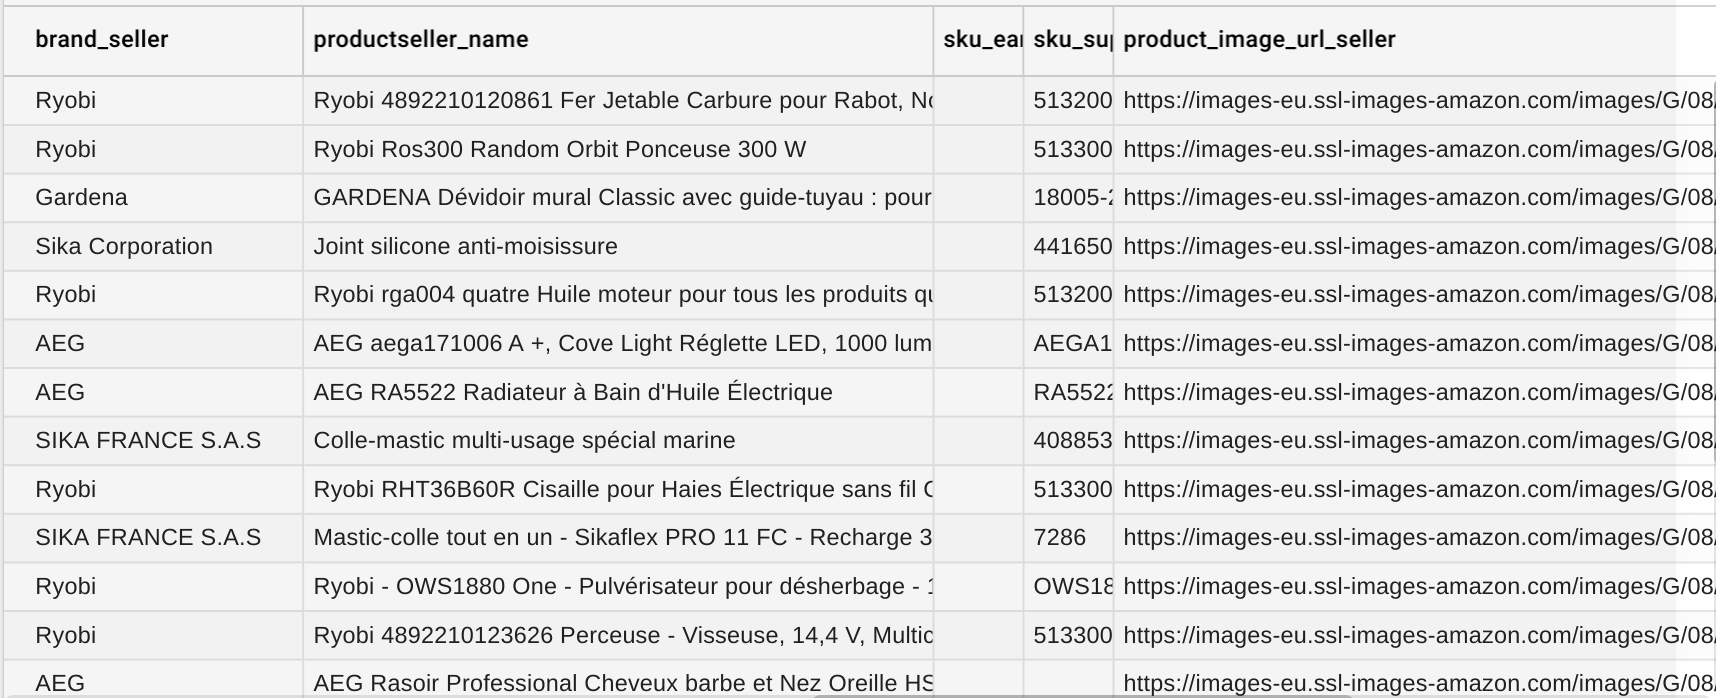 brand_seller productseller_name sku_ean sku_sup product_image_url_seller
Ryobi Ryobi 4892210120861 Fer Jetable Carbure pour Rabot, No 513200 https://images-eu.ssl-images-amazon.com/images/G/08/
Ryobi Ryobi Ros300 Random Orbit Ponceuse 300 W 513300 https://images-eu.ssl-images-amazon.com/images/G/08/
Gardena GARDENA Dévidoir mural Classic avec guide-tuyau : pour 18005-2 https://images-eu.ssl-images-amazon.com/images/G/08/
Sika Corporation Joint silicone anti-moisissure 441650 https://images-eu.ssl-images-amazon.com/images/G/08/
Ryobi Ryobi rga004 quatre Huile moteur pour tous les produits qu 513200 https://images-eu.ssl-images-amazon.com/images/G/08/
AEG AEG aega171006 A +, Cove Light Réglette LED, 1000 lum AEGA1 https://images-eu.ssl-images-amazon.com/images/G/08/
AEG AEG RA5522 Radiateur à Bain d'Huile Électrique RA5522 https://images-eu.ssl-images-amazon.com/images/G/08/
SIKA FRANCE S.A.S Colle-mastic multi-usage spécial marine 408853 https://images-eu.ssl-images-amazon.com/images/G/08/
Ryobi Ryobi RHT36B60R Cisaille pour Haies Électrique sans fil 513300 https://images-eu.ssl-images-amazon.com/images/G/08/
SIKA FRANCE S.A.S Mastic-colle tout en un - Sikaflex PRO 11 FC - Recharge 3 7286 https://images-eu.ssl-images-amazon.com/images/G/08/
Ryobi Ryobi - OWS1880 One - Pulvérisateur pour désherbage - 1 OWS18 https://images-eu.ssl-images-amazon.com/images/G/08/
Ryobi Ryobi 4892210123626 Perceuse - Visseuse, 14,4 V, Multic 513300 https://images-eu.ssl-images-amazon.com/images/G/08/
AEG AEG Rasoir Professional Cheveux barbe et Nez Oreille HS https://images-eu.ssl-images-amazon.com/images/G/08/